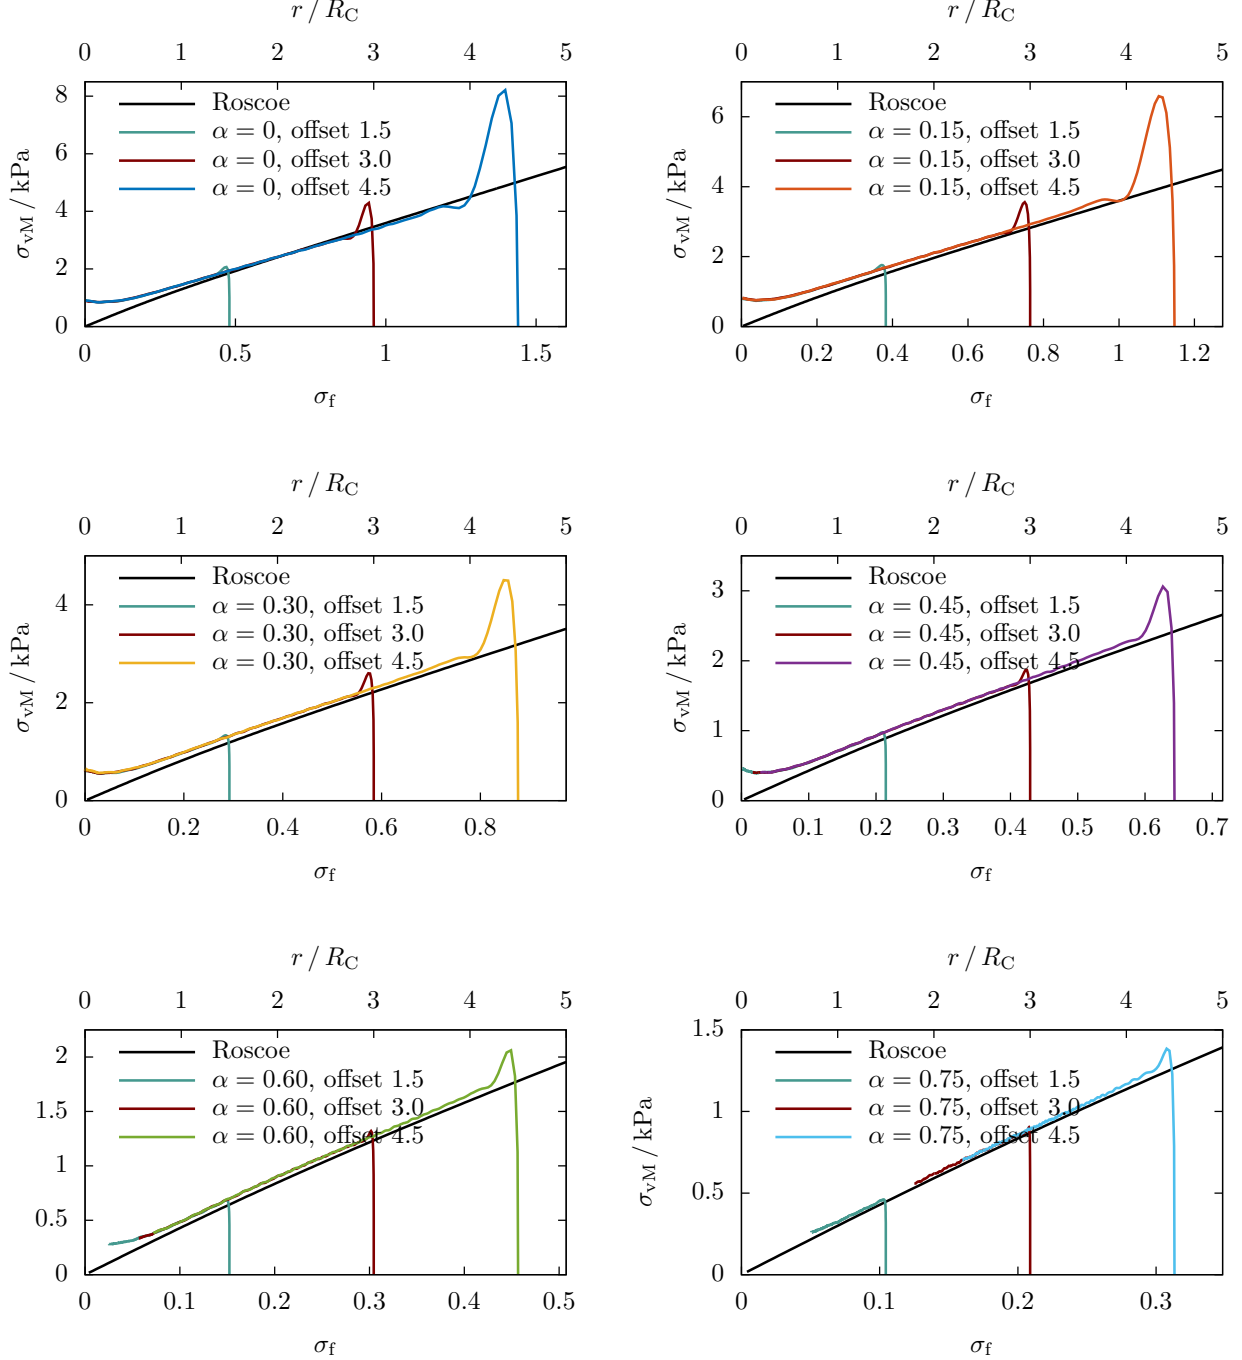 r / R_C
0 1 2 3 4 5
8
6
4
2
0
σ_vM / kPa
Roscoe
α = 0, offset 1.5
α = 0, offset 3.0
α = 0, offset 4.5
0 0.5 1 1.5
σ_f
r / R_C
0 1 2 3 4 5
6
4
2
0
σ_vM / kPa
Roscoe
α = 0.15, offset 1.5
α = 0.15, offset 3.0
α = 0.15, offset 4.5
0 0.2 0.4 0.6 0.8 1 1.2
σ_f
r / R_C
0 1 2 3 4 5
4
2
0
σ_vM / kPa
Roscoe
α = 0.30, offset 1.5
α = 0.30, offset 3.0
α = 0.30, offset 4.5
0 0.2 0.4 0.6 0.8
σ_f
r / R_C
0 1 2 3 4 5
3
2
1
0
σ_vM / kPa
Roscoe
α = 0.45, offset 1.5
α = 0.45, offset 3.0
α = 0.45, offset 4.5
0 0.1 0.2 0.3 0.4 0.5 0.6 0.7
σ_f
r / R_C
0 1 2 3 4 5
2
1.5
1
0.5
0
σ_vM / kPa
Roscoe
α = 0.60, offset 1.5
α = 0.60, offset 3.0
α = 0.60, offset 4.5
0 0.1 0.2 0.3 0.4 0.5
σ_f
r / R_C
0 1 2 3 4 5
1.5
1
0.5
0
σ_vM / kPa
Roscoe
α = 0.75, offset 1.5
α = 0.75, offset 3.0
α = 0.75, offset 4.5
0 0.1 0.2 0.3
σ_f